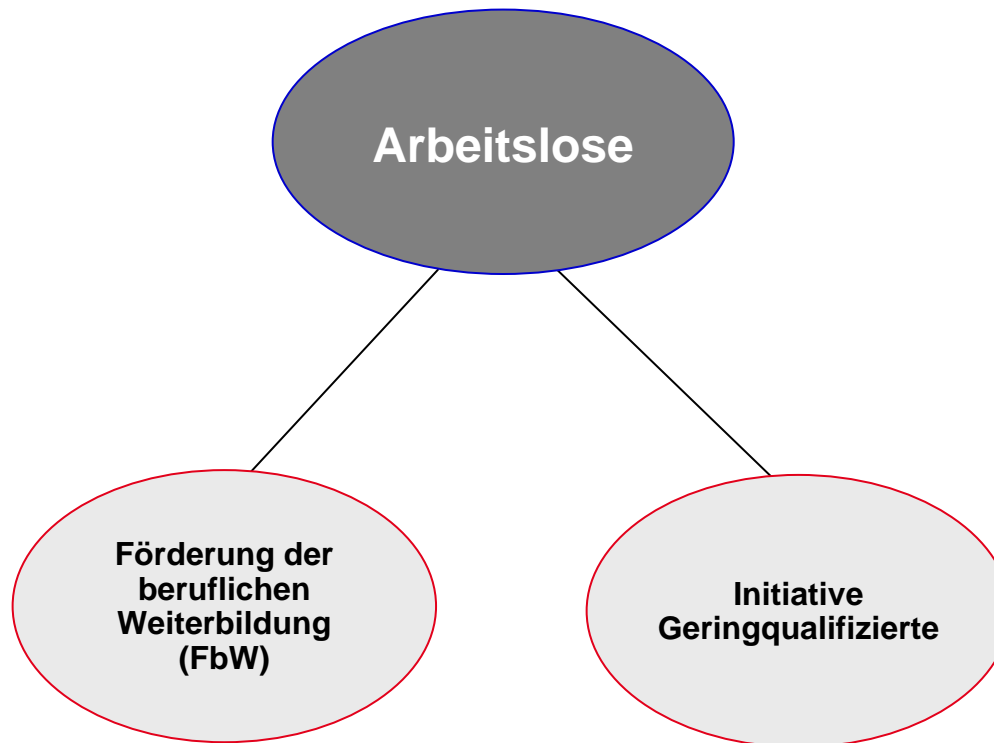 Arbeitslose
Förderung der
beruflichen
Weiterbildung
(FbW)
Initiative
Geringqualifizierte